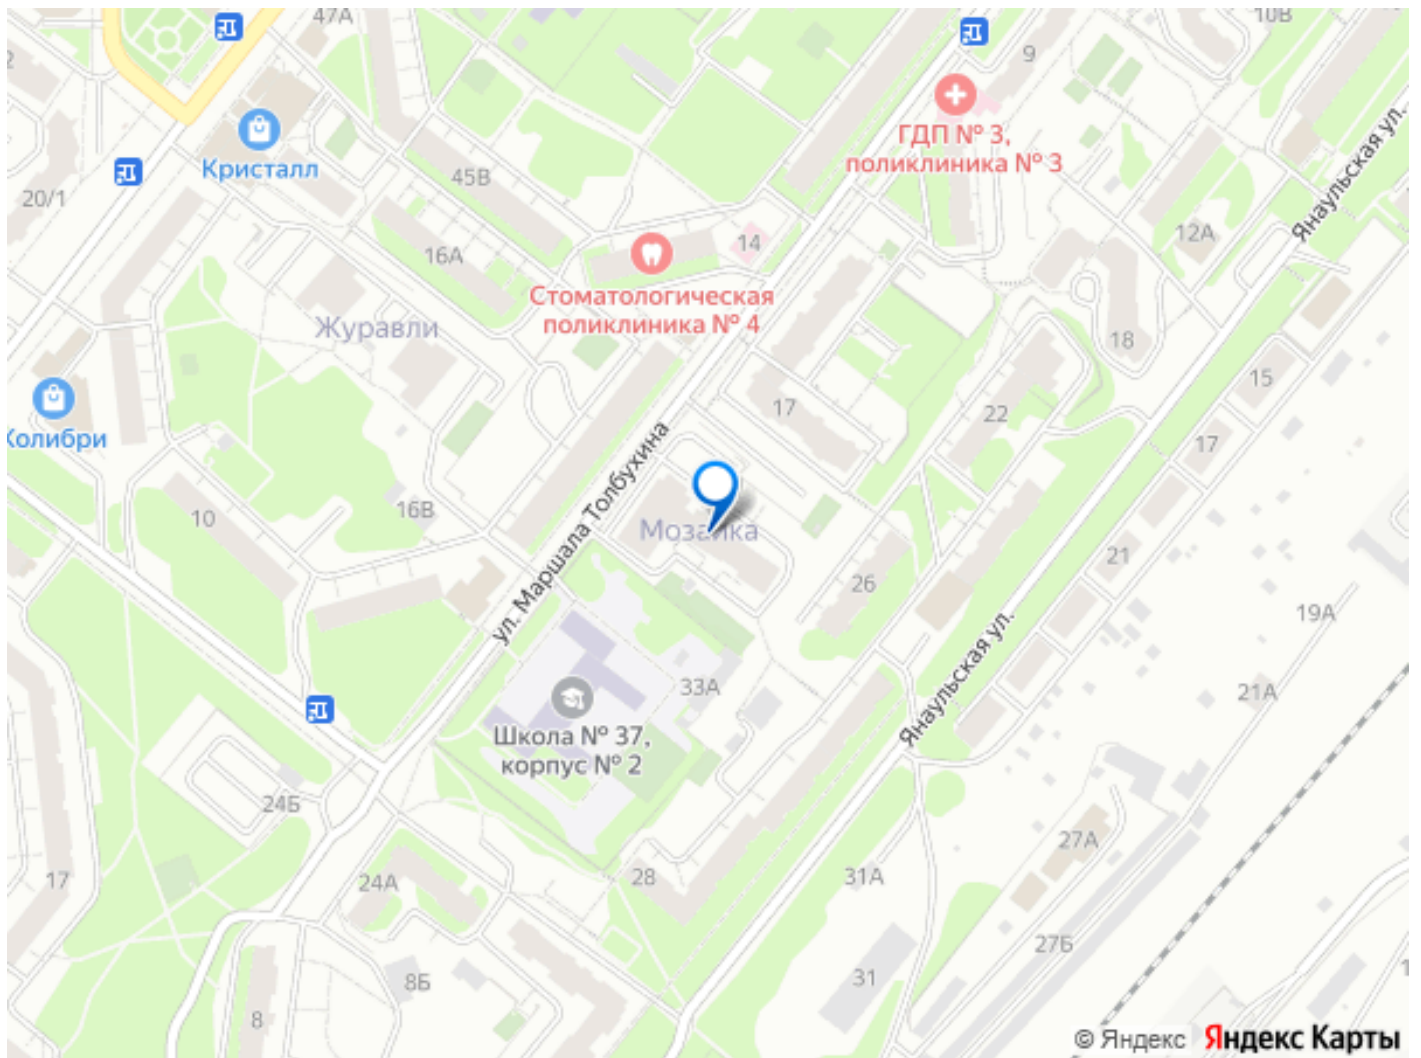 47А
10В
9
ГДП № 3,
поликлиника № 3
Янаульская ул.
Кристалл
45В
20/1
14
12А
16А
Стоматологическая
поликлиника № 4
Журавли
18
15
Колибри
17
22
17
ул. Маршала Толбухина
10
16В
Мозаика
26
21
19А
33А
Янаульская ул.
21А
Школа № 37,
корпус № 2
24Б
27А
17
24А
28
31А
27Б
8Б
31
8
© Яндекс Яндекс Карты